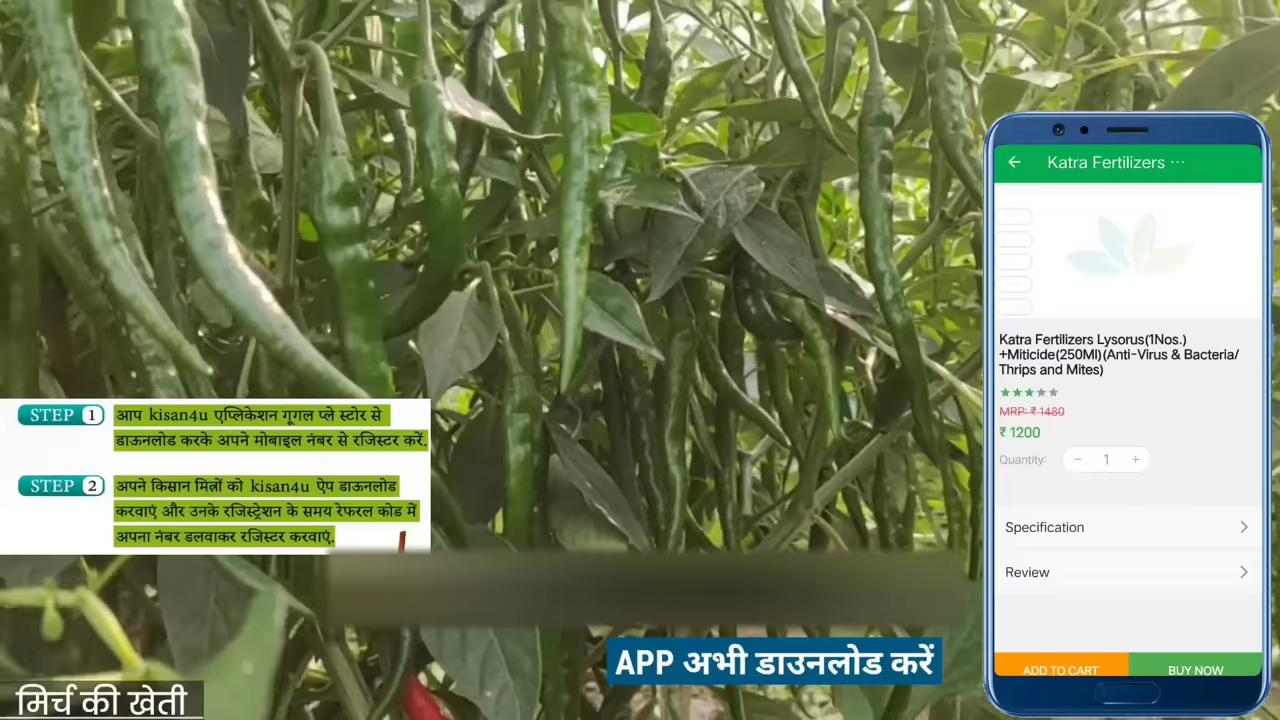 STEP 1 आप kisan4u एप्लिकेशन गूगल प्ले स्टोर से
डाऊनलोड करके अपने मोबाइल नंबर से रजिस्टर करें.
STEP 2 अपने किसान मित्रों को kisan4u ऐप डाऊनलोड
करवाएं और उनके रजिस्ट्रेशन के समय रेफरल कोड में
अपना नंबर डलवाकर रजिस्टर करवाएं.
APP अभी डाउनलोड करें
मिर्च की खेती
Katra Fertilizers ...
Katra Fertilizers Lysorus(1Nos.)
+Miticide(250Ml)(Anti-Virus & Bacteria/
Thrips and Mites)
MRP: ₹ 1480
₹ 1200
Quantity: − 1 +
Specification
Review
ADD TO CART BUY NOW